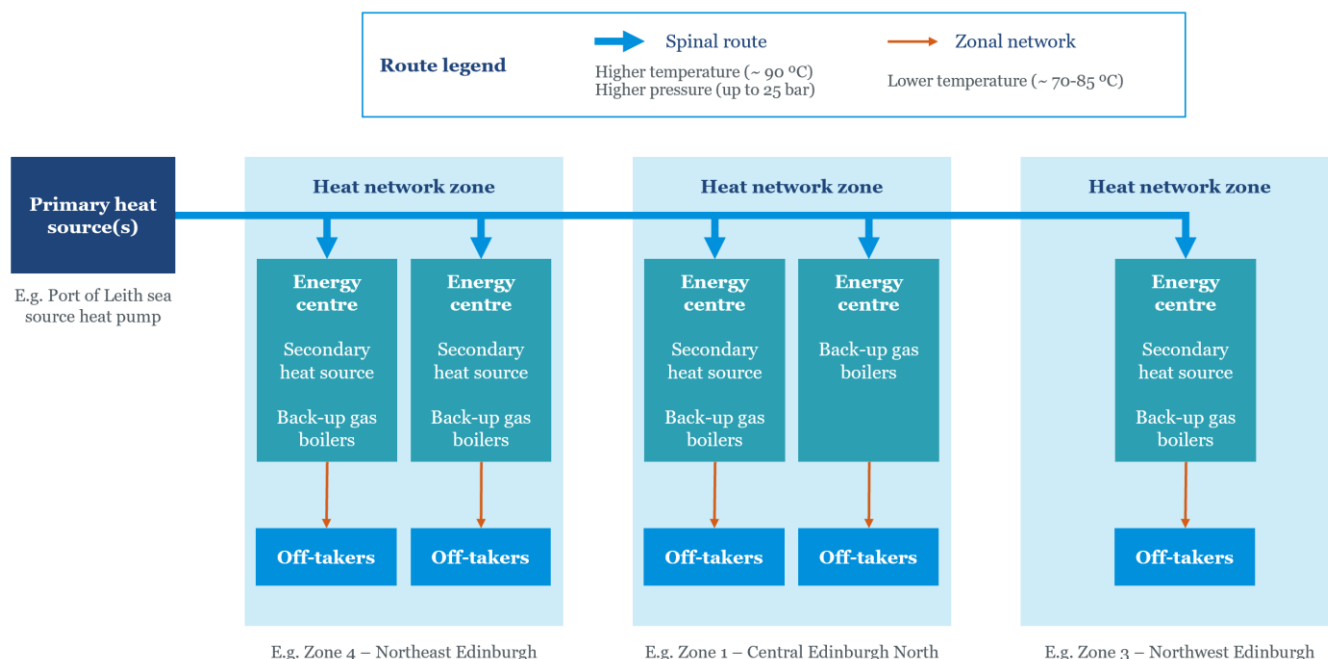 Route legend
Spinal route
Higher temperature (~ 90 ºC)
Higher pressure (up to 25 bar)
Zonal network
Lower temperature (~ 70-85 ºC)
Primary heat
source(s)
E.g. Port of Leith sea
source heat pump
Heat network zone
Energy
centre
Secondary
heat source
Back-up gas
boilers
Off-takers
Energy
centre
Secondary
heat source
Back-up gas
boilers
Off-takers
E.g. Zone 4 – Northeast Edinburgh
Heat network zone
Energy
centre
Secondary
heat source
Back-up gas
boilers
Off-takers
Energy
centre
Back-up gas
boilers
Off-takers
E.g. Zone 1 – Central Edinburgh North
Heat network zone
Energy
centre
Secondary
heat source
Back-up gas
boilers
Off-takers
E.g. Zone 3 – Northwest Edinburgh